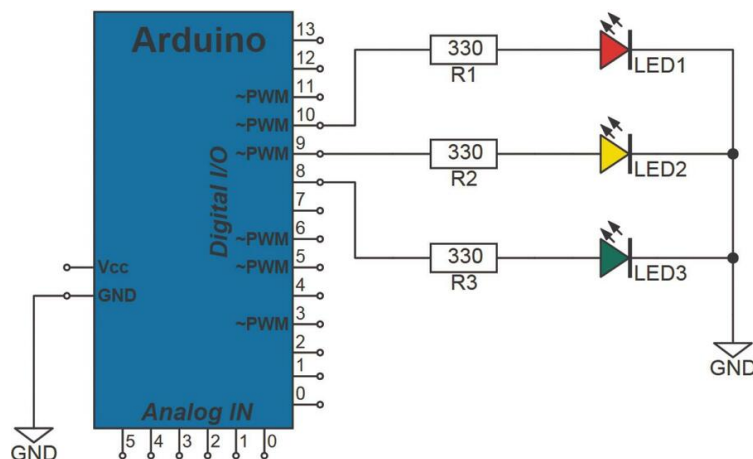 Arduino
13
12
~PWM 11
~PWM 10
~PWM 9
8
7
~PWM 6
~PWM 5
4
~PWM 3
2
1
0
Digital I/O
Vcc
GND
Analog IN
5 4 3 2 1 0
GND
330
R1
LED1
330
R2
LED2
330
R3
LED3
GND